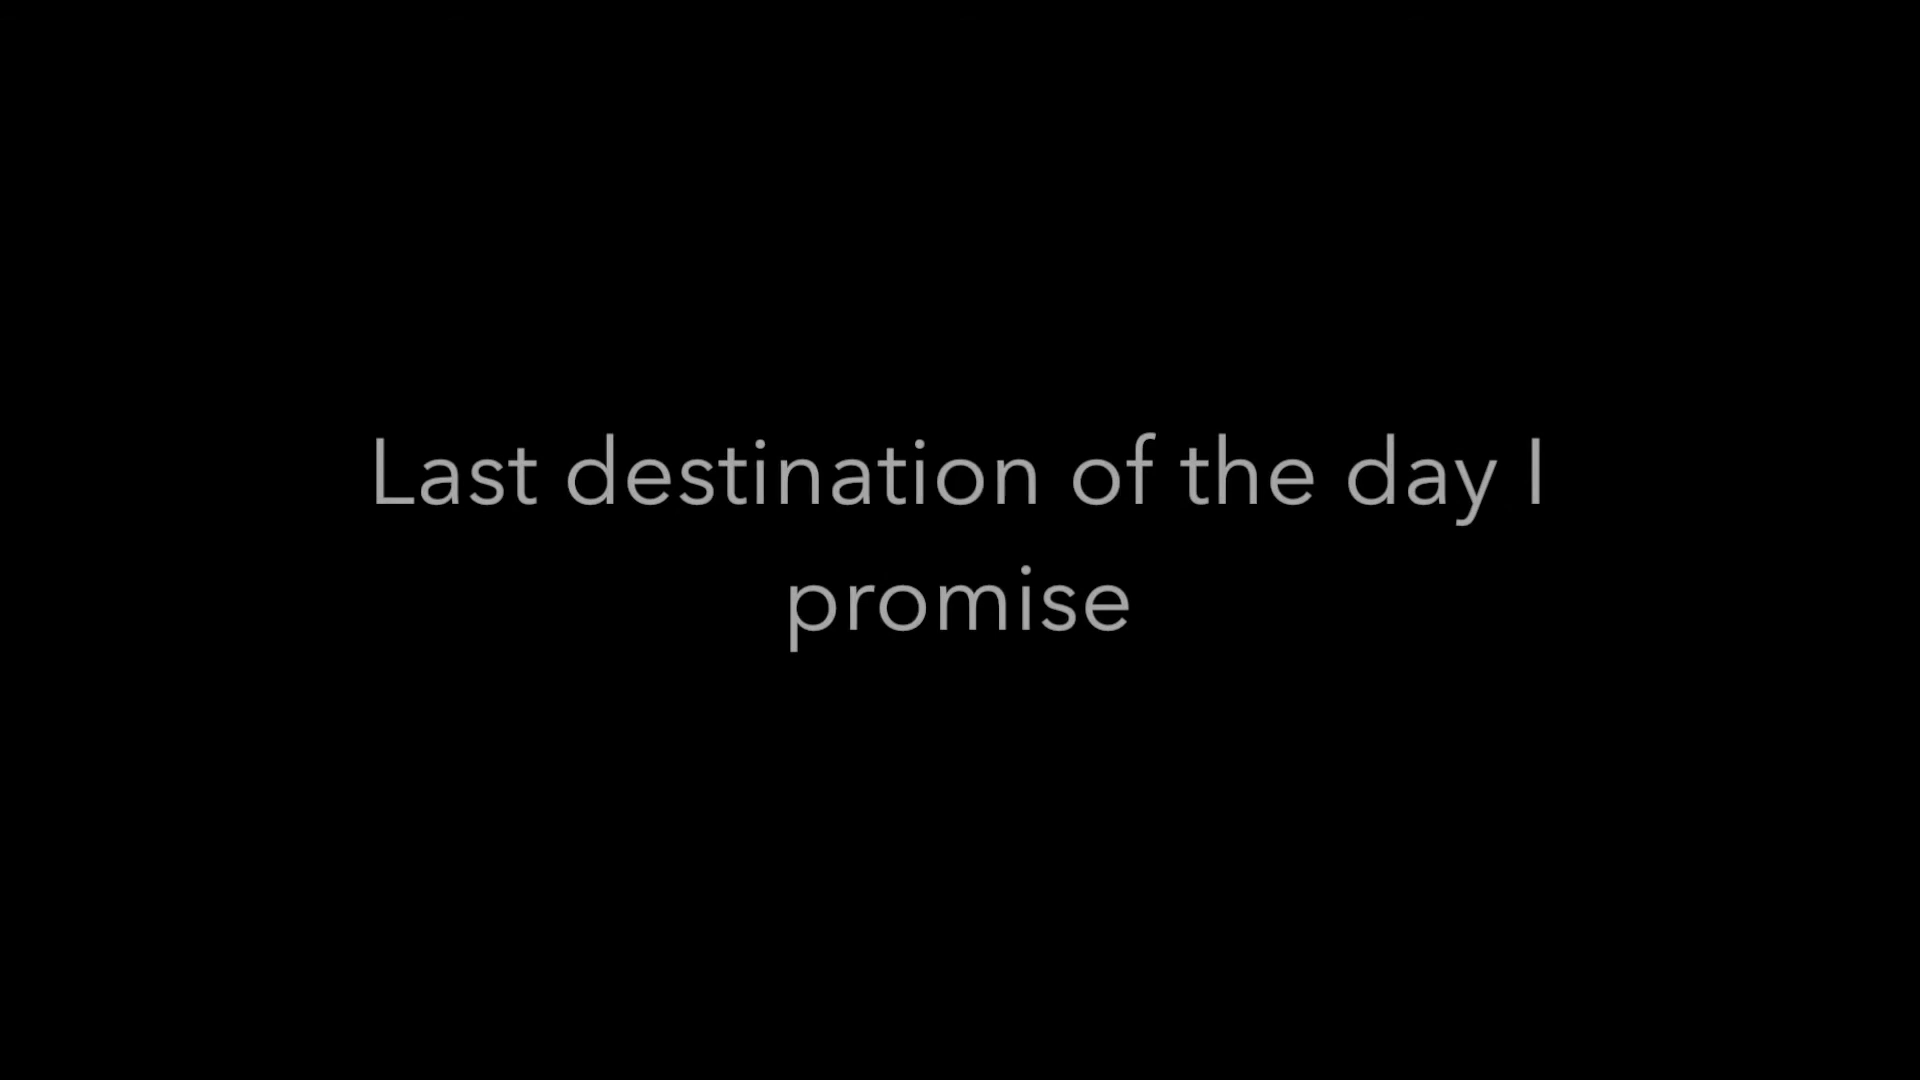 Last destination of the day I
promise